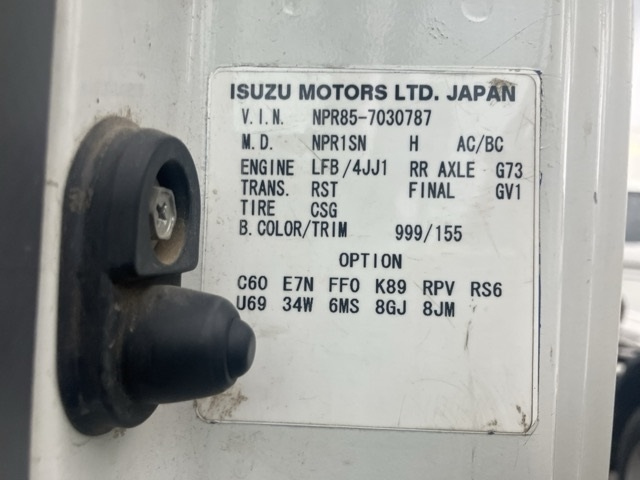 ISUZU MOTORS LTD. JAPAN
V.I.N. NPR85-7030787
M.D. NPR1SN H AC/BC
ENGINE LFB/4JJ1 RR AXLE G73
TRANS. RST FINAL GV1
TIRE CSG
B.COLOR/TRIM 999/155
OPTION
C60 E7N FF0 K89 RPV RS6
U69 34W 6MS 8GJ 8JM